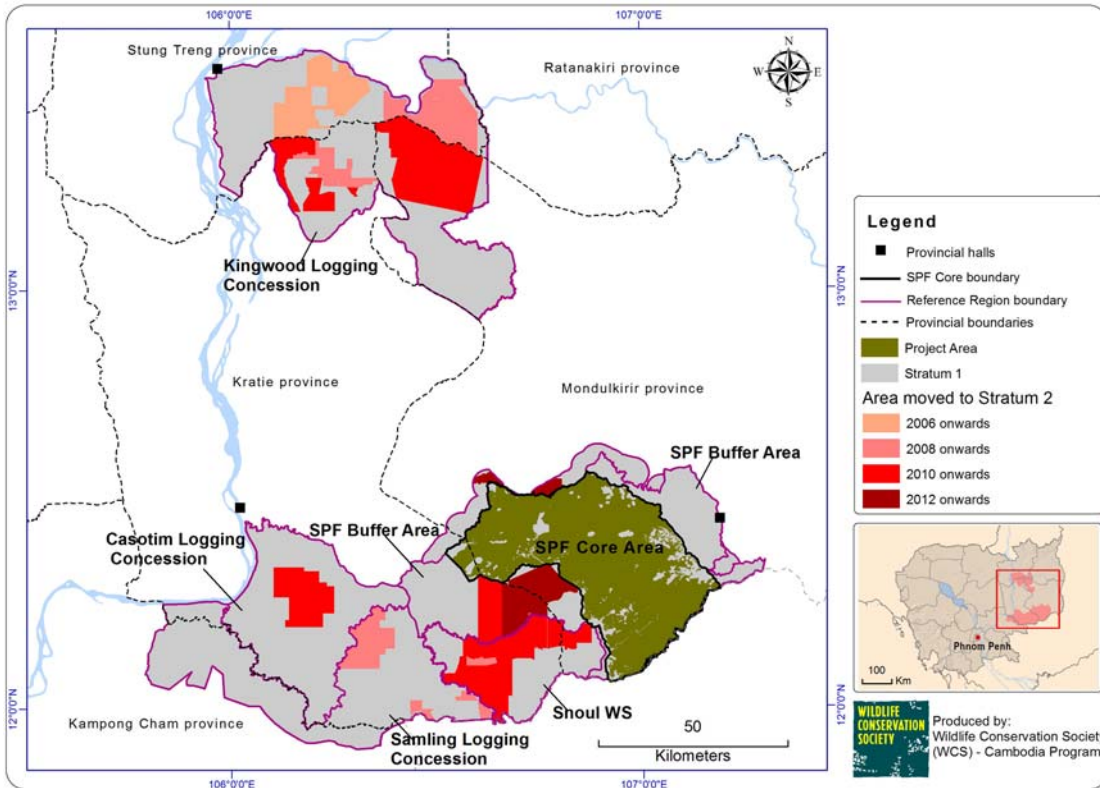 106°0'0"E
107°0'0"E
Stung Treng province
Ratanakiri province
N
W
E
S
Kingwood Logging
Concession
13°0'0"N
13°0'0"N
Kratie province
Mondulkirir province
SPF Buffer Area
Casotim Logging
Concession
SPF Buffer Area
SPF Core Area
12°0'0"N
12°0'0"N
Kampong Cham province
Samling Logging
Concession
Snoul WS
50
Kilometers
106°0'0"E
107°0'0"E
Legend
Provincial halls
SPF Core boundary
Reference Region boundary
Provincial boundaries
Project Area
Stratum 1
Area moved to Stratum 2
2006 onwards
2008 onwards
2010 onwards
2012 onwards
Phnom Penh
100
Km
WILDLIFE
CONSERVATION
SOCIETY
Produced by:
Wildlife Conservation Society
(WCS) - Cambodia Program